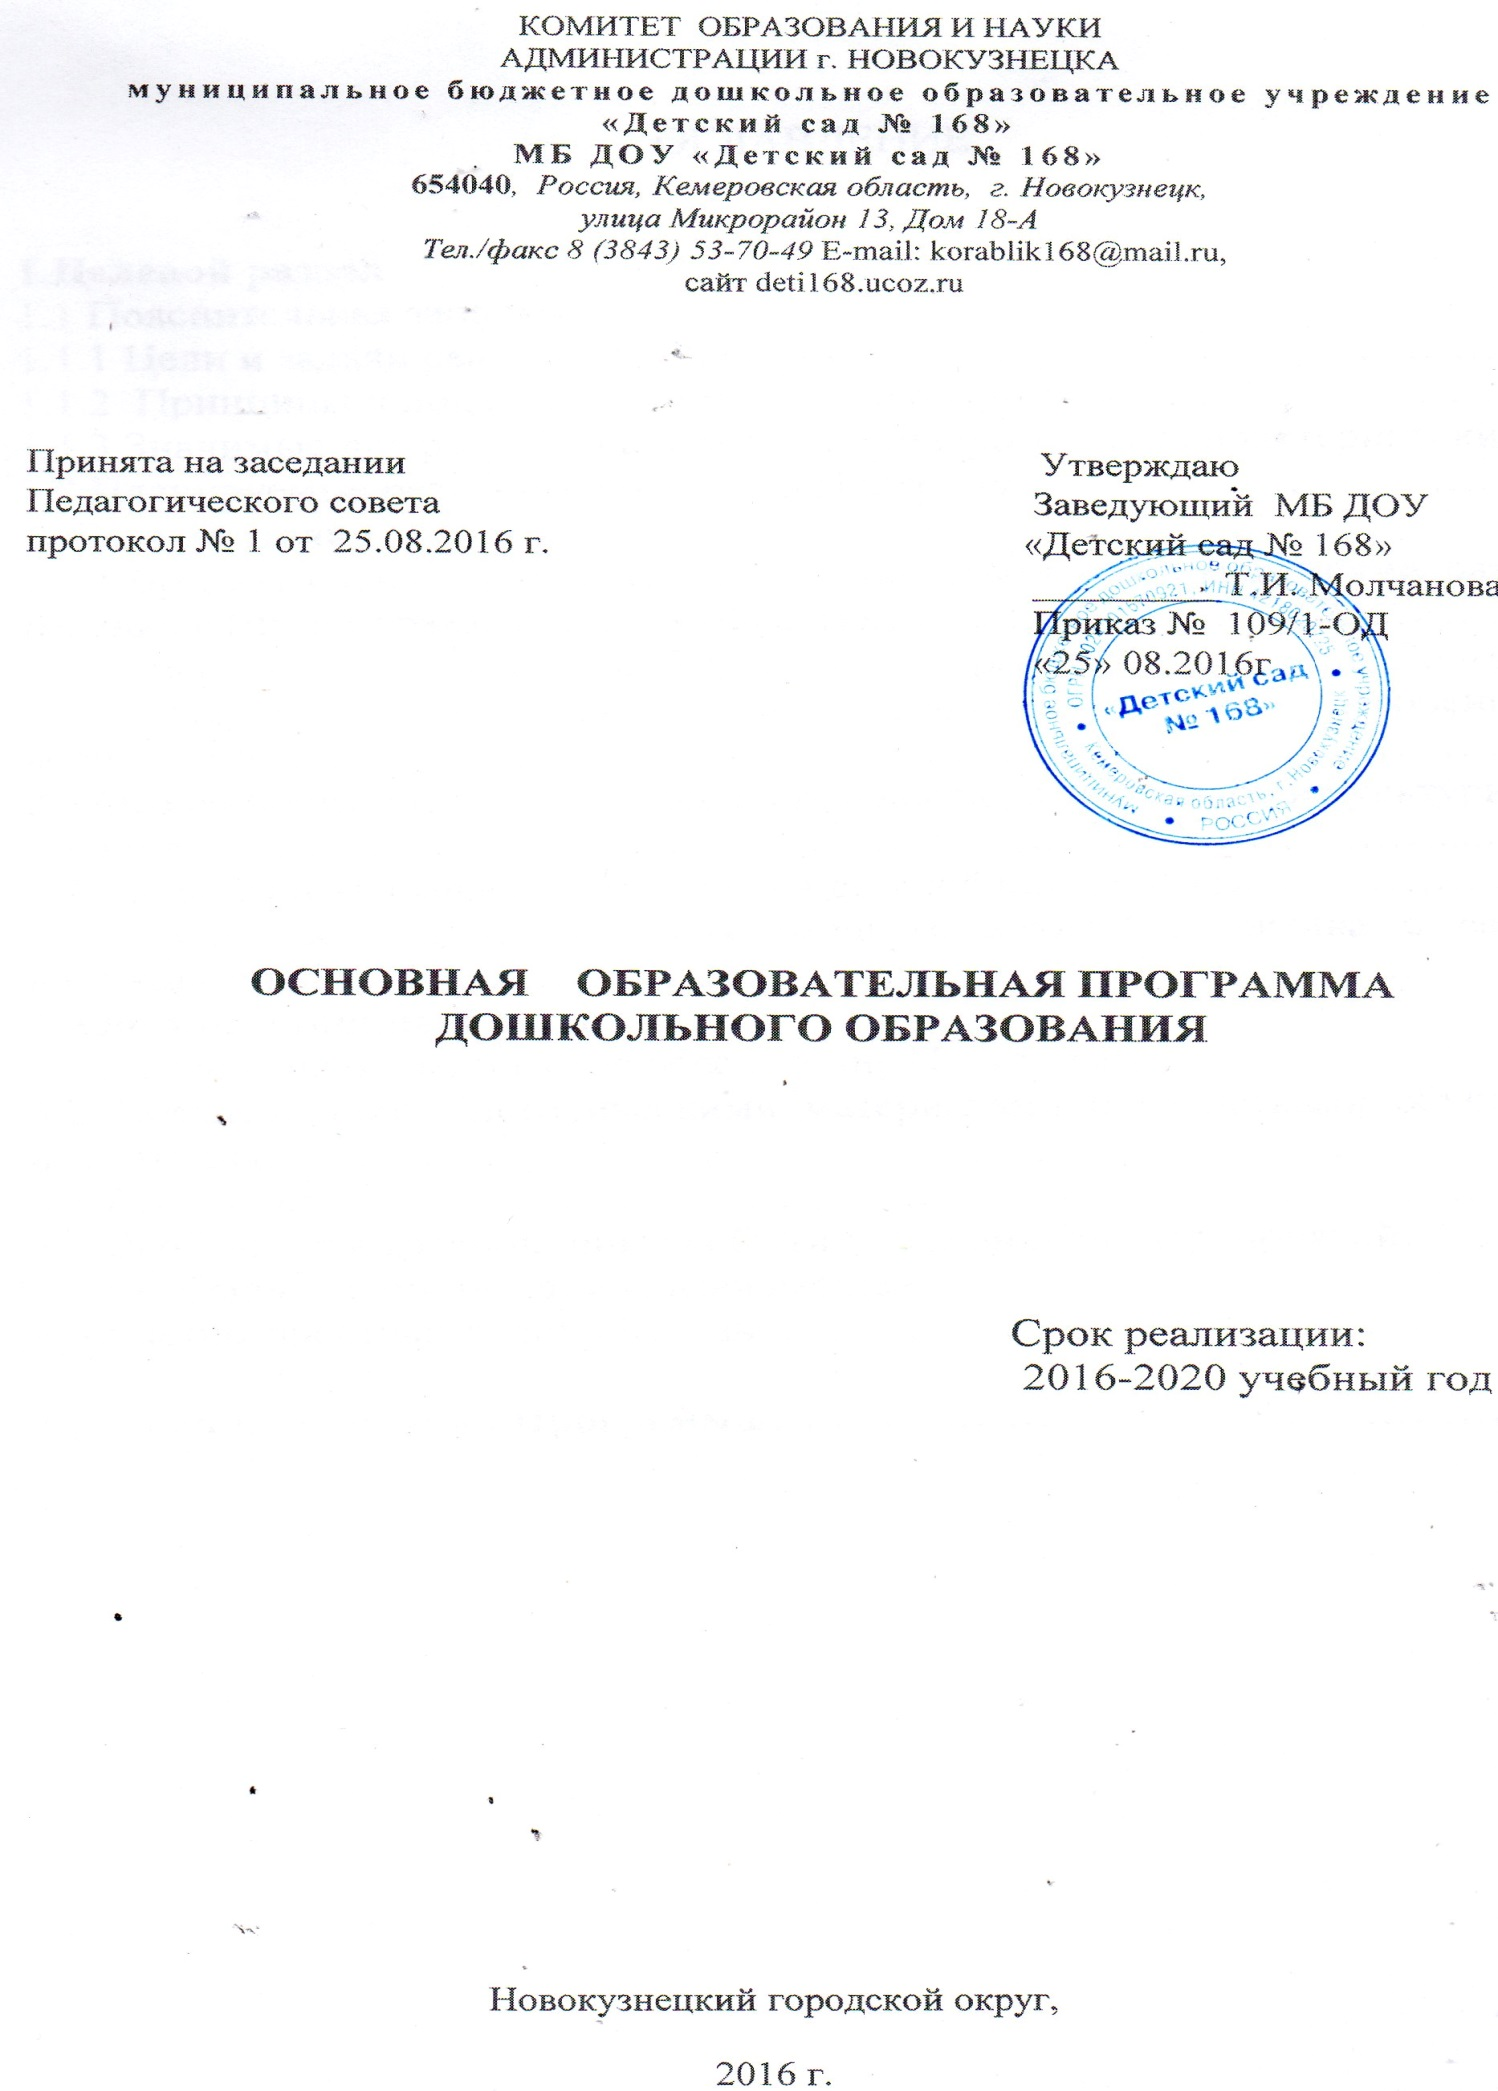 КОМИТЕТ ОБРАЗОВАНИЯ И НАУКИ
АДМИНИСТРАЦИИ г. НОВОКУЗНЕЦКА
муниципальное бюджетное дошкольное образовательное учреждение
«Детский сад № 168»
МБ ДОУ «Детский сад № 168»
654040, Россия, Кемеровская область, г. Новокузнецк,
улица Микрорайон 13, Дом 18-А
Тел./факс 8 (3843) 53-70-49 E-mail: korablik168@mail.ru,
сайт deti168.ucoz.ru
Принята на заседании
Педагогического совета
протокол № 1 от 25.08.2016 г.
Утверждаю
Заведующий МБ ДОУ
«Детский сад № 168»
Т.И. Молчанова
Приказ № 109/1-ОД
«25» 08.2016г
«Детский сад
№ 168»
Кемеровская область, г.Новокузнецк
РОССИЯ
ОСНОВНАЯ ОБРАЗОВАТЕЛЬНАЯ ПРОГРАММА
ДОШКОЛЬНОГО ОБРАЗОВАНИЯ
Срок реализации:
2016-2020 учебный год
Новокузнецкий городской округ,
2016 г.